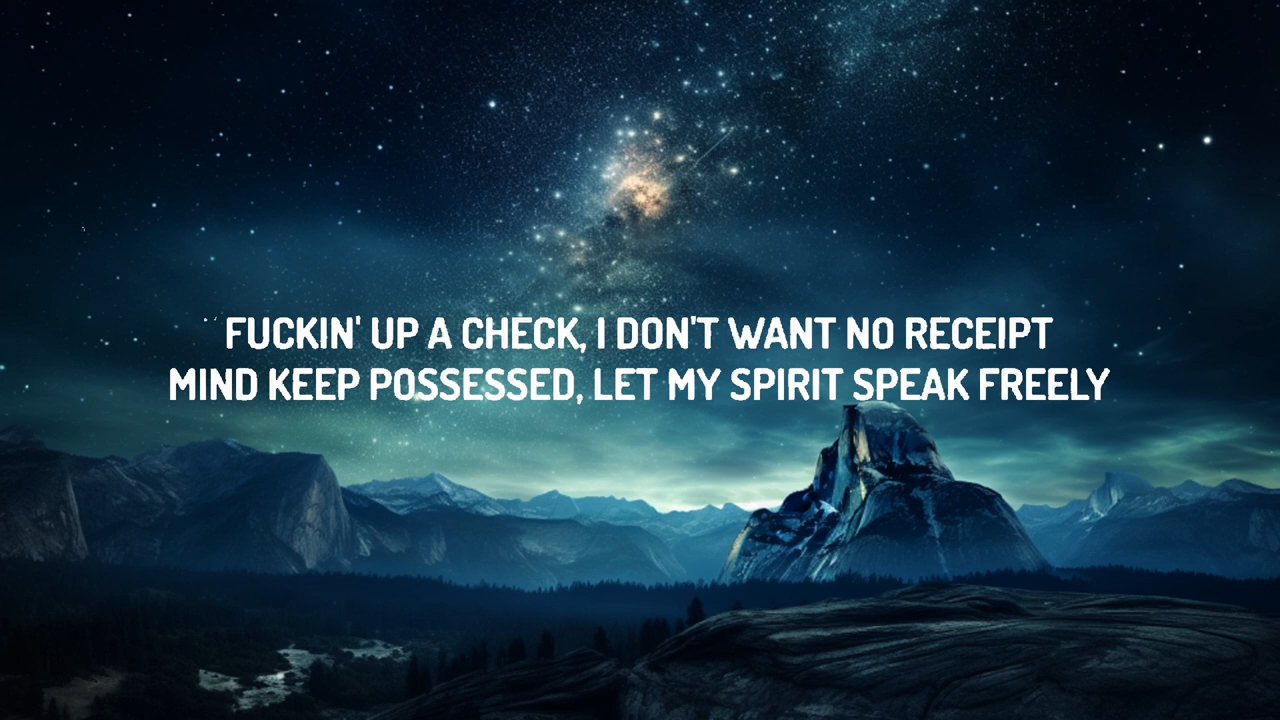 FUCKIN' UP A CHECK, I DON'T WANT NO RECEIPT
MIND KEEP POSSESSED, LET MY SPIRIT SPEAK FREELY